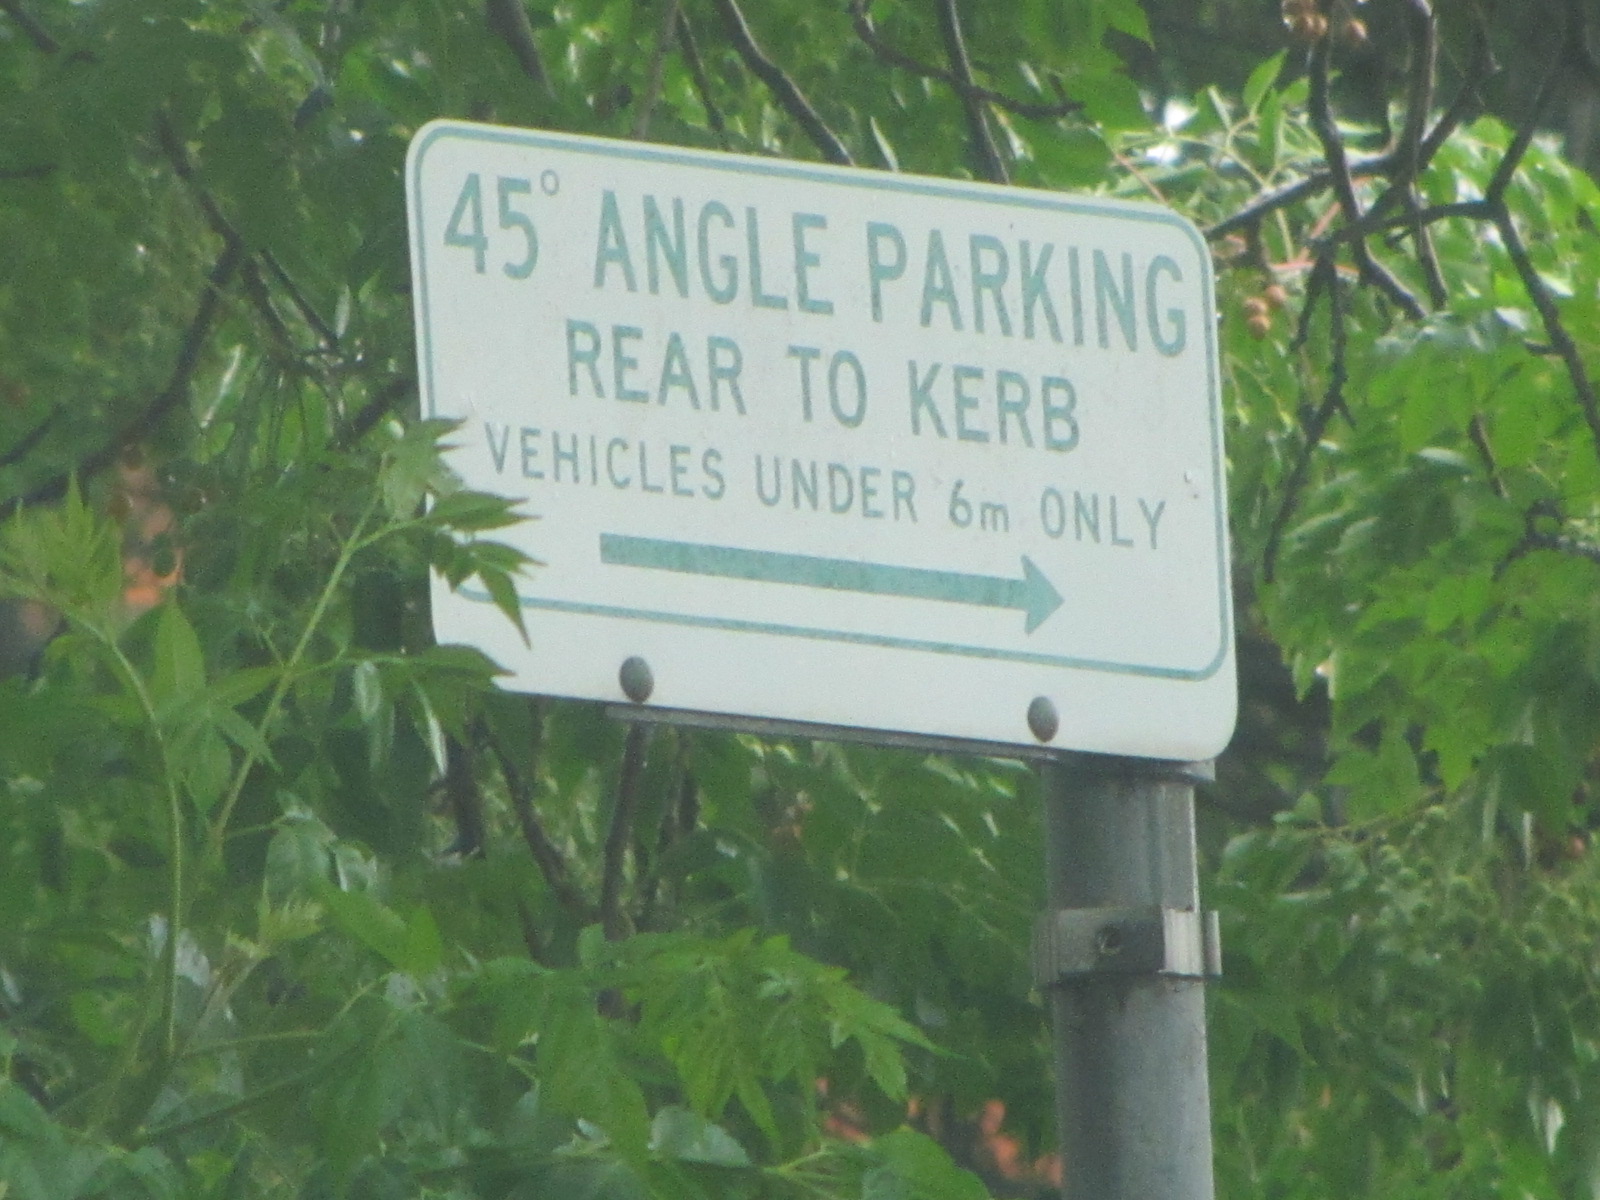 45° ANGLE PARKING
REAR TO KERB
VEHICLES UNDER 6m ONLY